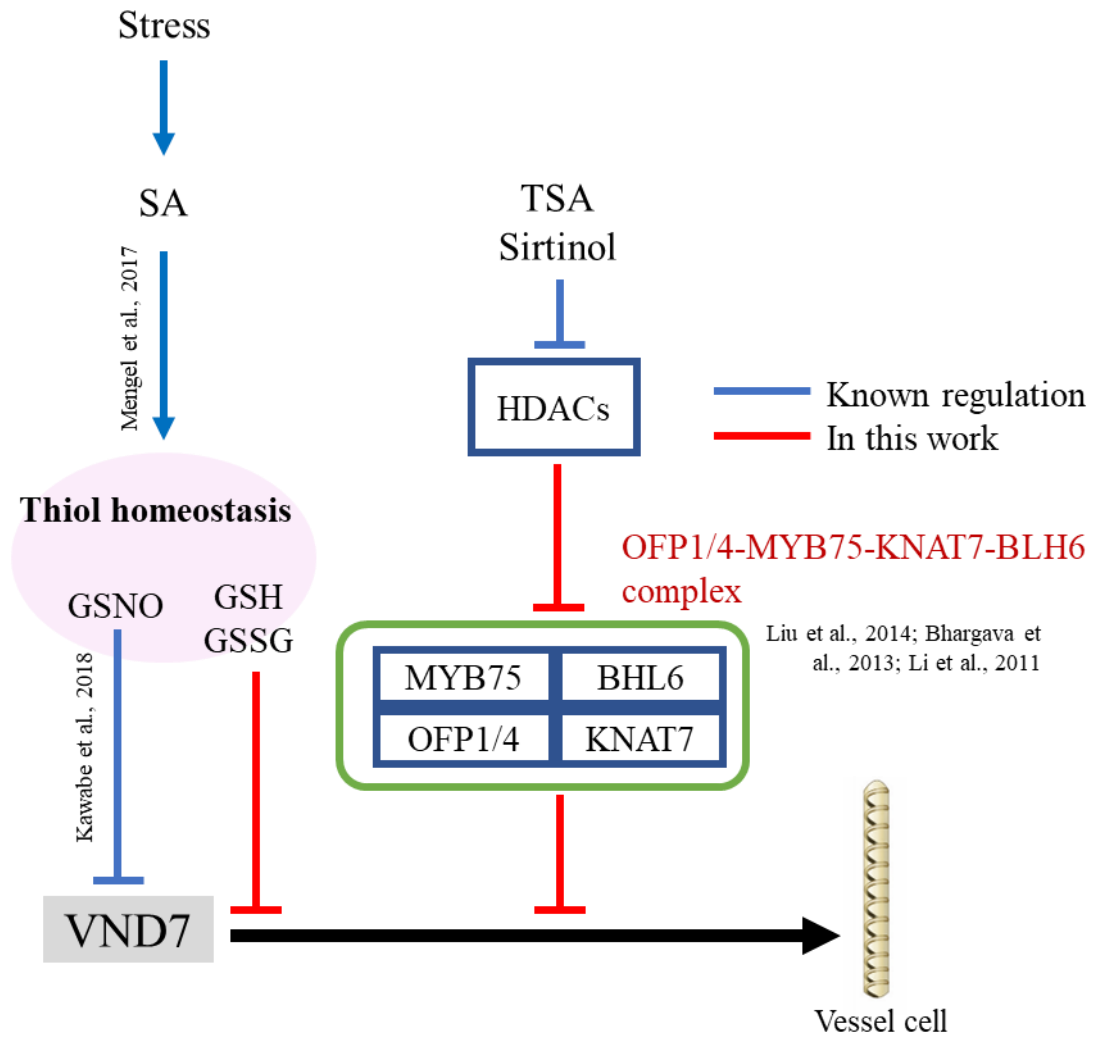 Stress
SA
Mengel et al., 2017
TSA
Sirtinol
HDACs
Known regulation
In this work
Thiol homeostasis
GSNO
GSH
GSSG
Kawabe et al., 2018
OFP1/4-MYB75-KNAT7-BLH6
complex
Liu et al., 2014; Bhargava et
al., 2013; Li et al., 2011
MYB75
BHL6
OFP1/4
KNAT7
VND7
Vessel cell